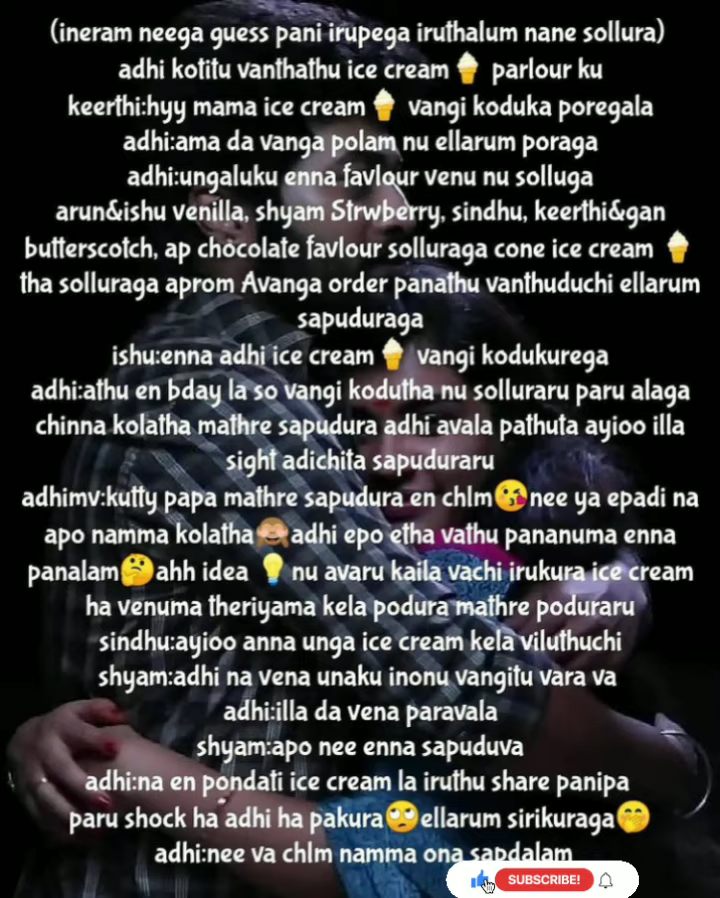 (ineram neega guess pani irupega iruthalum nane sollura)
adhi kotitu vanthathu ice cream🍦 parlour ku
keerthi:hyy mama ice cream🍦 vangi koduka poregala
adhi:ama da vanga polam nu ellarum poraga
adhi:ungaluku enna favlour venu nu solluga
arun&ishu venilla, shyam Strwberry, sindhu, keerthi&gan
butterscotch, ap chocolate favlour solluraga cone ice cream 🍦
tha solluraga aprom Avanga order panathu vanthuduchi ellarum
sapuduraga
ishu:enna adhi ice cream🍦 vangi kodukurega
adhi:athu en bday la so vangi kodutha nu solluraru paru alaga
chinna kolatha mathre sapudura adhi avala pathuta ayioo illa
sight adichita sapuduraru
adhimv:kutty papa mathre sapudura en chlm😘nee ya epadi na
apo namma kolatha🙈adhi epo etha vathu pananuma enna
panalam🤔ahh idea 💡 nu avaru kaila vachi irukura ice cream
ha venuma theriyama kela podura mathre poduraru
sindhu:ayioo anna unga ice cream kela viluthuchi
shyam:adhi na vena unaku inonu vangitu vara va
adhi:illa da vena paravala
shyam:apo nee enna sapuduva
adhi:na en pondati ice cream la iruthu share panipa
paru shock ha adhi ha pakura🙄ellarum sirikuraga🤭
adhi:nee va chlm namma ona sapdalam
SUBSCRIBE!